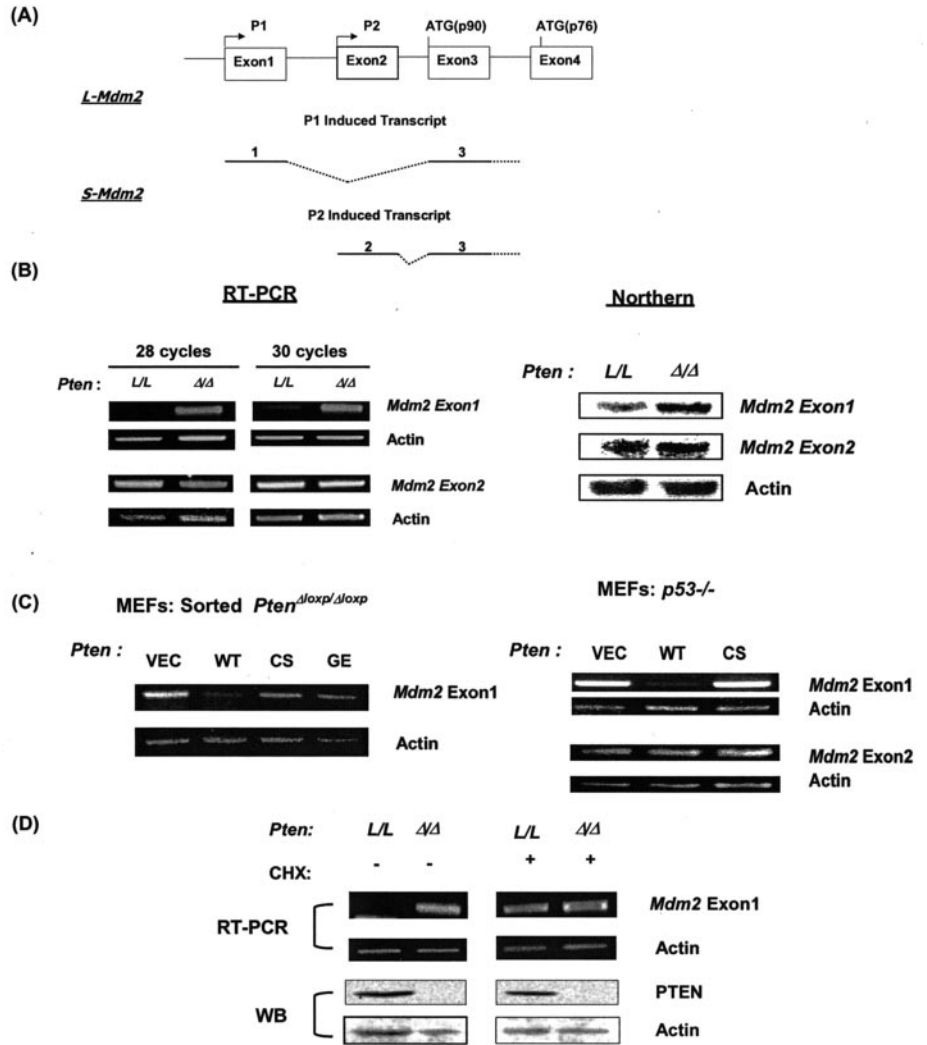 (A)
P1 P2 ATG(p90) ATG(p76)
Exon1 Exon2 Exon3 Exon4
L-Mdm2
P1 Induced Transcript
1 3
S-Mdm2
P2 Induced Transcript
2 3
(B)
RT-PCR
28 cycles 30 cycles
Pten : L/L Δ/Δ L/L Δ/Δ
Mdm2 Exon1
Actin
Mdm2 Exon2
Actin
Northern
Pten : L/L Δ/Δ
Mdm2 Exon1
Mdm2 Exon2
Actin
(C)
MEFs: Sorted Pten Δloxp/Δloxp
Pten : VEC WT CS GE
Mdm2 Exon1
Actin
MEFs: p53-/-
Pten : VEC WT CS
Mdm2 Exon1
Actin
Mdm2 Exon2
Actin
(D)
Pten: L/L Δ/Δ L/L Δ/Δ
CHX: - - + +
RT-PCR
Mdm2 Exon1
Actin
WB
PTEN
Actin